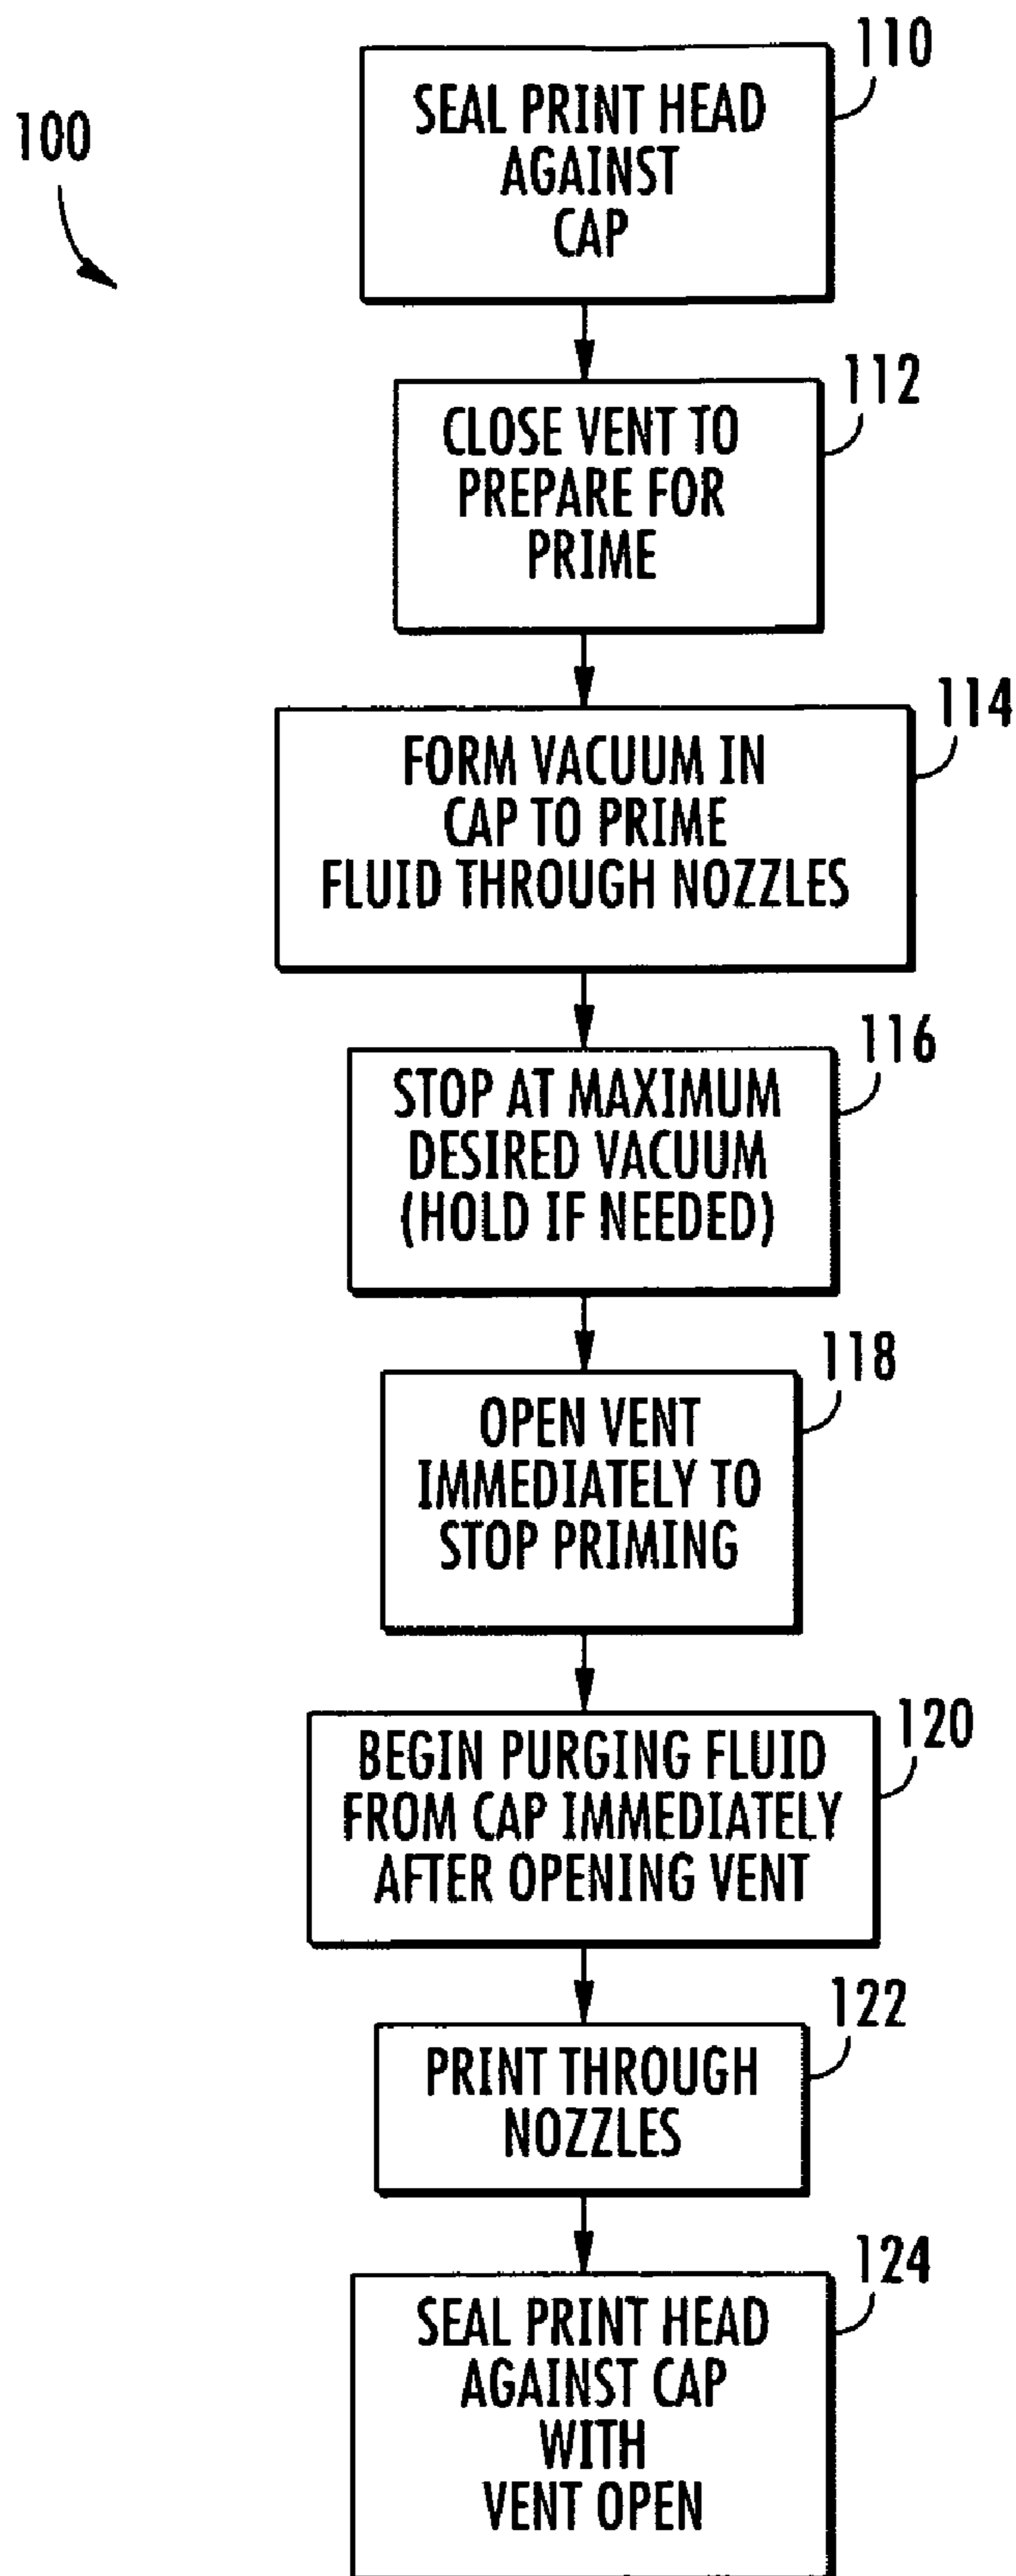 100
110
SEAL PRINT HEAD
AGAINST
CAP
112
CLOSE VENT TO
PREPARE FOR
PRIME
114
FORM VACUUM IN
CAP TO PRIME
FLUID THROUGH NOZZLES
116
STOP AT MAXIMUM
DESIRED VACUUM
(HOLD IF NEEDED)
118
OPEN VENT
IMMEDIATELY TO
STOP PRIMING
120
BEGIN PURGING FLUID
FROM CAP IMMEDIATELY
AFTER OPENING VENT
122
PRINT THROUGH
NOZZLES
124
SEAL PRINT HEAD
AGAINST CAP
WITH
VENT OPEN